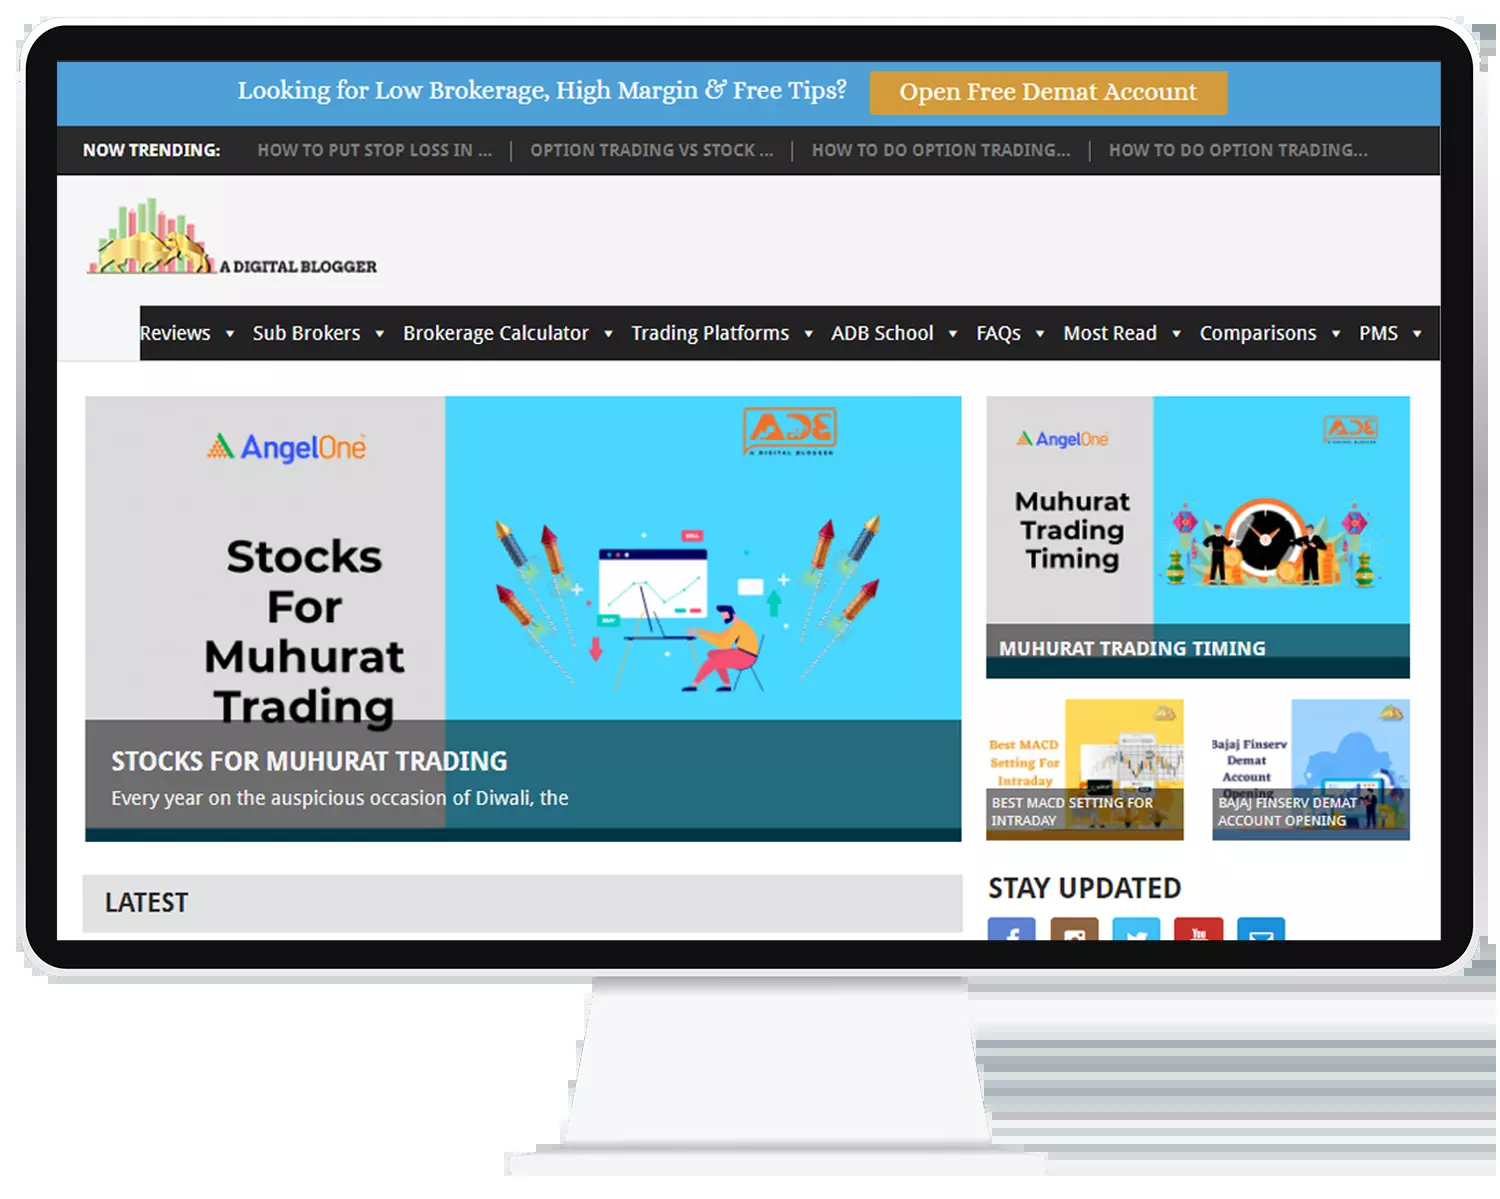 Looking for Low Brokerage, High Margin & Free Tips?
Open Free Demat Account
NOW TRENDING:
HOW TO PUT STOP LOSS IN ...
OPTION TRADING VS STOCK ...
HOW TO DO OPTION TRADING...
HOW TO DO OPTION TRADING...
A DIGITAL BLOGGER
Reviews
Sub Brokers
Brokerage Calculator
Trading Platforms
ADB School
FAQs
Most Read
Comparisons
PMS
AngelOne
A DIGITAL BLOGGER
Stocks
For
Muhurat
Trading
SELL
BUY
STOCKS FOR MUHURAT TRADING
Every year on the auspicious occasion of Diwali, the
AngelOne
Muhurat
Trading
Timing
MUHURAT TRADING TIMING
Best MACD
Setting For
Intraday
BEST MACD SETTING FOR
INTRADAY
Bajaj Finserv
Demat
Account
Opening
BAJAJ FINSERV DEMAT
ACCOUNT OPENING
LATEST
STAY UPDATED
You